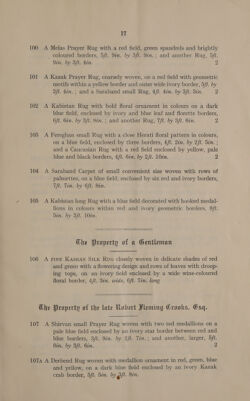 17
100 A Melas Prayer Rug with a red field, green spandrels and brightly
coloured borders, 5ft. 9in. by 3ft. 9in.; and another Rug, 5ft.
9in. by 3ft. 4in. 2
101 A Kazak Prayer Rug, coarsely woven, on a red field with geometric
motifs within a yellow border and outer wide ivory border, 5ft. by
3ft. 4in.; and a Saraband small Rug, 4ft. 4in. by 3ft. 3in. 2
102 A Kabistan Rug with bold floral ornament in colours on a dark
blue field, enclosed by ivory and blue leaf and florette borders,
6ft. 6in. by 3ft. 9in.; and another Rug, 7ft. by 3ft. 6in. 2
103 A Feraghan small Rug with a close Herati floral pattern in colours,
on a blue field, enclosed by three borders, 4ft. 2in. by 2ft. 5in.;
and a Caucasian Rug with a red field enclosed by yellow, pale
blue and black borders, 4ft. 6in. by 2ft. 10in. 2
104 A Saraband Carpet of small convenient size woven with rows of
palmettes, on a blue field, enclosed by six red and ivory borders,
7ft. 7in. by 6ft. 8in.
105 A Kabistan long Rug with a blue field decorated with hooked medal-
lions in colours within red and ivory geometric borders, 8ft.
5in. by 3ft. 10in.
The Property of a Gentleman
106 A FINE KASHAN SILK RUG closely woven in delicate shades of red
and green with a flowering design and rows of leaves with droop-
ing tops, on an ivory field enclosed by a wide wine-coloured
floral border, 4ft. 3in. wide, 6ft. 7in. long
The Property of the late Robert Fleming Crooks, Esq.
107 A Shirvan small Prayer Rug woven with two red medallions on a
pale blue field enclosed by an ivory star border between red and
blue borders, 3ft. 9in. by 2ft. 7in.; and another, larger, 5ft.
6in. by 3ft. 6in. 2
107A A Derbend Rug woven with medallion ornament in red, green, blue
and yellow, on a dark blue field enclosed by an ivory Kazak
crab border, 5ft. 5in. by 3ft. 8in.